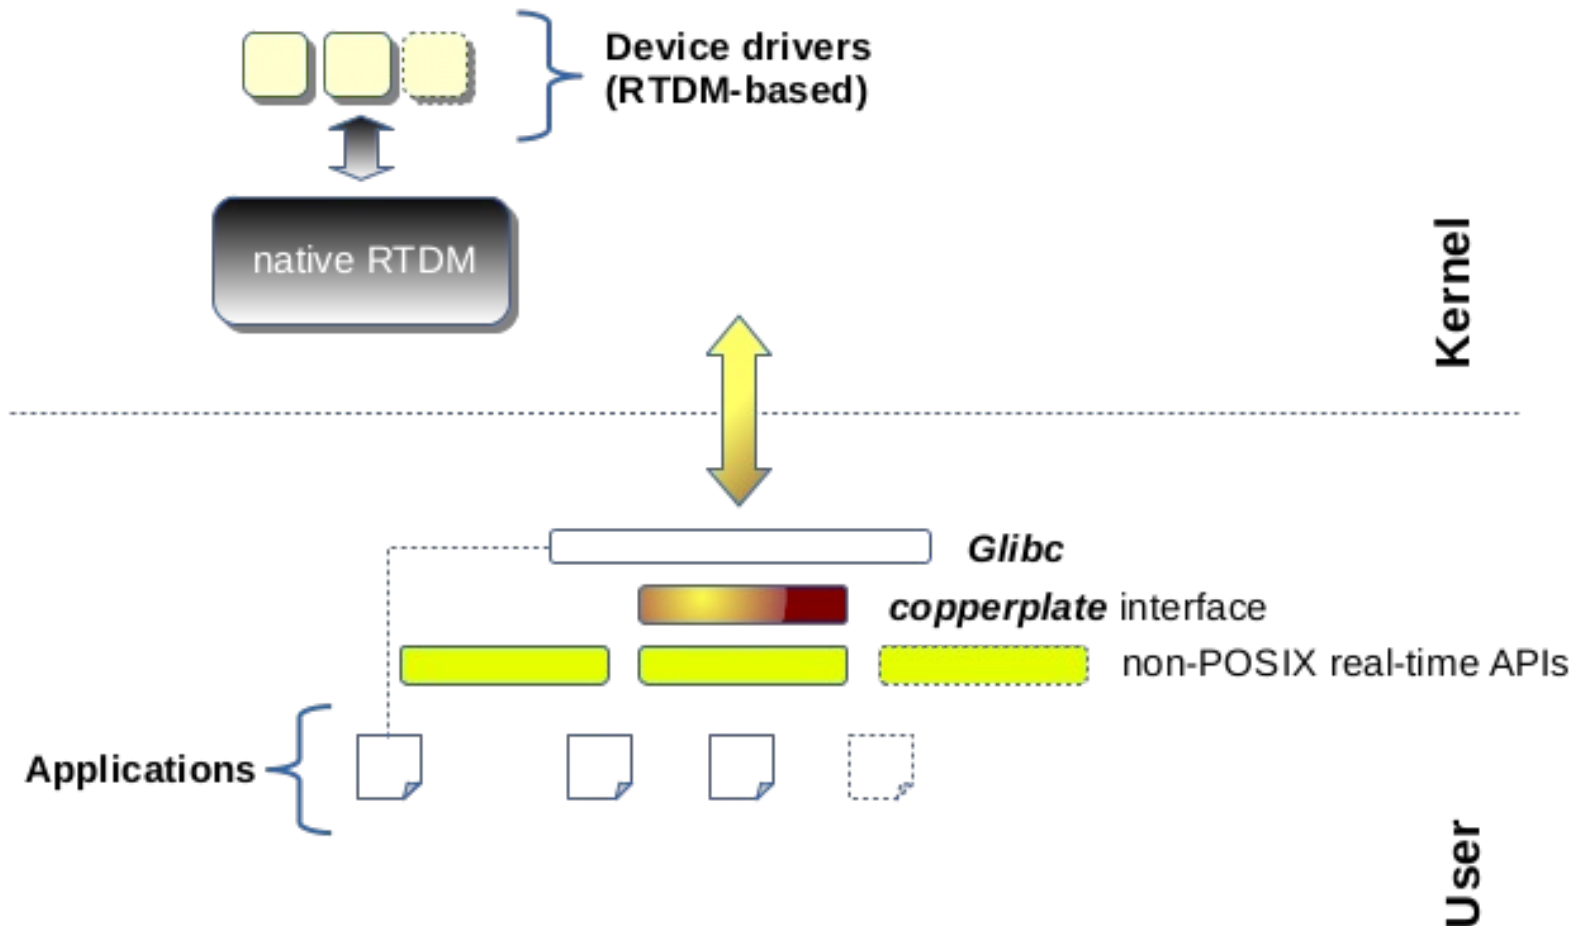 Device drivers
(RTDM-based)
native RTDM
Kernel
Glibc
copperplate interface
non-POSIX real-time APIs
Applications
User